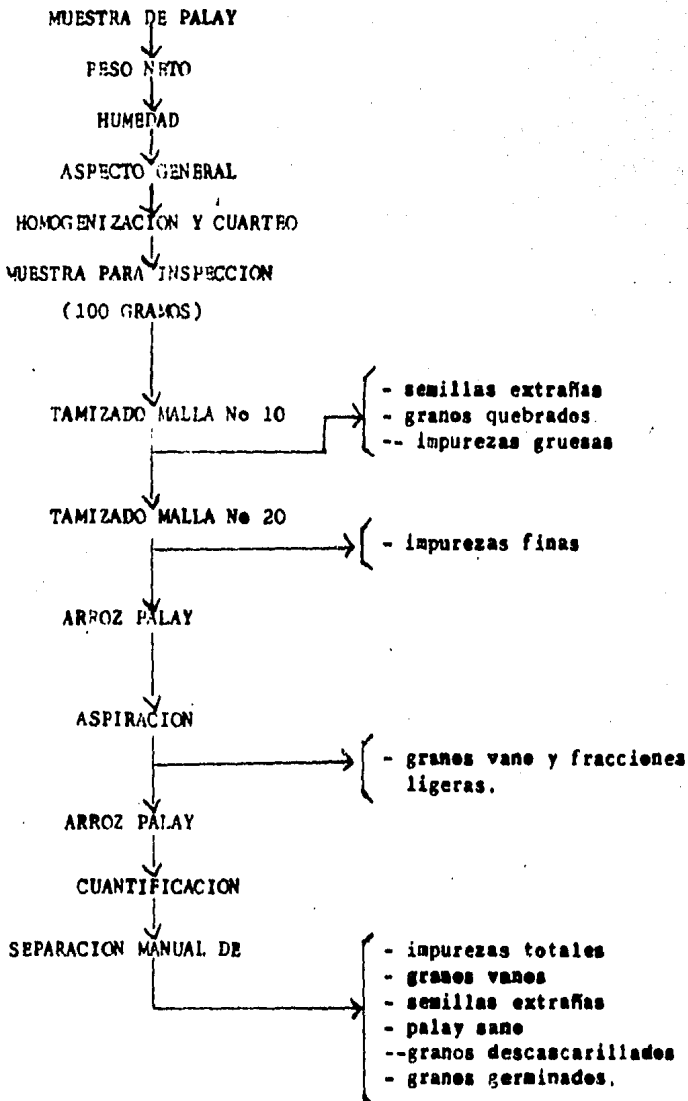 MUESTRA DE PALAY
PESO NETO
HUMEDAD
ASPECTO GENERAL
HOMOGENIZACION Y CUARTEO
MUESTRA PARA INSPECCION
(100 GRAMOS)
TAMIZADO MALLA No 10
- semillas extrañas
- granos quebrados
-- impurezas gruesas
TAMIZADO MALLA No 20
- impurezas finas
ARROZ PALAY
ASPIRACION
- granos vano y fracciones
ligeras.
ARROZ PALAY
CUANTIFICACION
SEPARACION MANUAL DE
- impurezas totales
- granos vanos
- semillas extrañas
- palay sano
--granos descascarillados
- granos germinados.